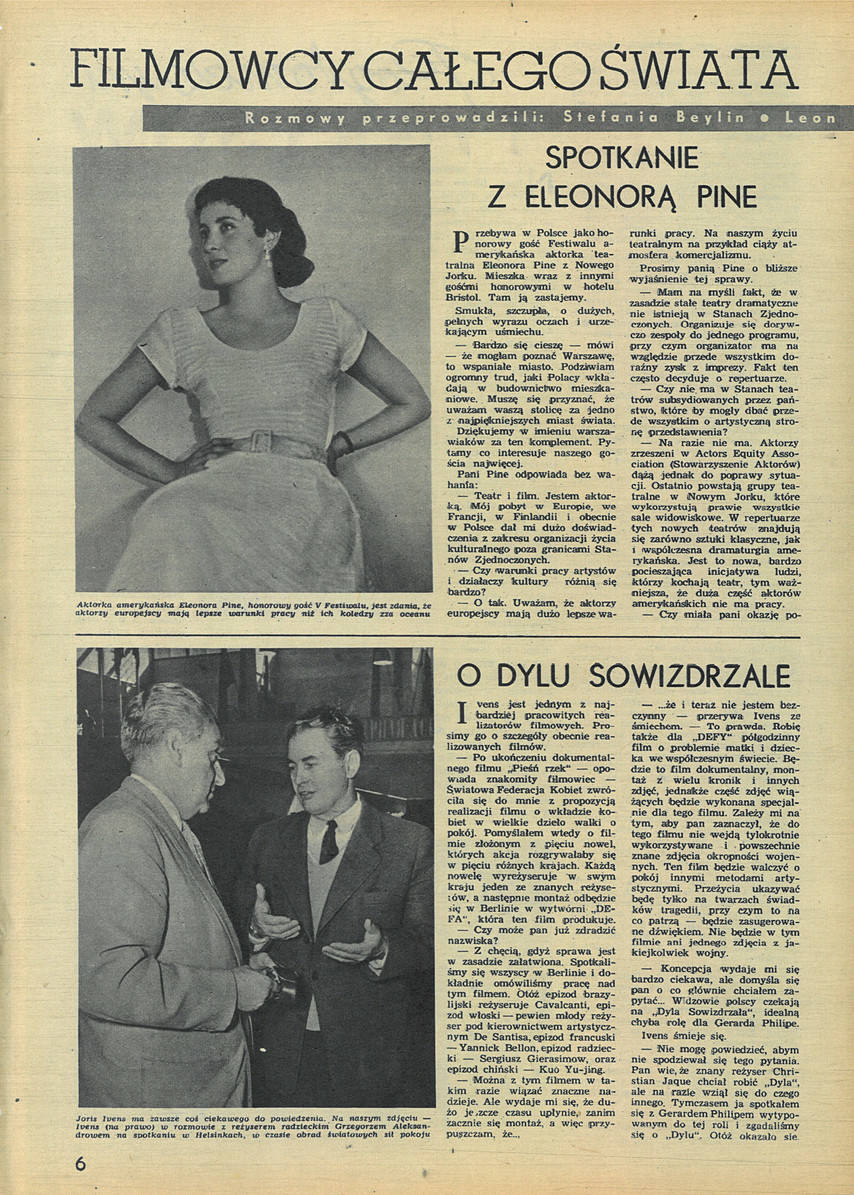 FILMOWCY CAŁEGO ŚWIATA
Rozmowy przeprowadzili: Stefania Beylin • Leon
SPOTKANIE
Z ELEONORĄ PINE
Przebywa w Polsce jako ho-
norowy gość Festiwalu a-
merykańska aktorka tea-
tralna Eleonora Pine z Nowego
Jorku. Mieszka wraz z innymi
gośćmi honorowymi w hotelu
Bristol. Tam ją zastajemy.
Smukła, szczupła, o dużych,
pełnych wyrazu oczach i urze-
kającym uśmiechu.
— Bardzo się cieszę — mówi
— że mogłam poznać Warszawę,
to wspaniałe miasto. Podziwiam
ogromny trud, jaki Polacy wkła-
dają w budownictwo mieszka-
niowe. Muszę się przyznać, że
uważam waszą stolicę za jedno
z najpiękniejszych miast świata.
Dziękujemy w imieniu warsza-
wiaków za ten komplement. Py-
tamy co interesuje naszego go-
ścia najwięcej.
Pani Pine odpowiada bez wa-
hania:
— Teatr i film. Jestem aktor-
ką. Mój pobyt w Europie, we
Francji, w Finlandii i obecnie
w Polsce dał mi dużo doświad-
czenia z zakresu organizacji życia
kulturalnego poza granicami Sta-
nów Zjednoczonych.
— Czy warunki pracy artystów
i działaczy kultury różnią się
bardzo?
— O tak. Uważam, że aktorzy
europejscy mają dużo lepsze wa-
runki pracy. Na naszym życiu
teatralnym na przykład ciąży at-
mosfera komercjalizmu.
Prosimy panią Pine o bliższe
wyjaśnienie tej sprawy.
— Mam na myśli fakt, że w
zasadzie stałe teatry dramatyczne
nie istnieją w Stanach Zjedno-
czonych. Organizuje się doryw-
czo zespoły do jednego programu,
przy czym organizator ma na
względzie przede wszystkim do-
raźny zysk z imprezy. Fakt ten
często decyduje o repertuarze.
— Czy nie ma w Stanach tea-
trów subsydiowanych przez pań-
stwo, które by mogły dbać prze-
de wszystkim o artystyczną stro-
nę przedstawienia?
— Na razie nie ma. Aktorzy
zrzeszeni w Actors Equity Asso-
ciation (Stowarzyszenie Aktorów)
dążą jednak do poprawy sytua-
cji. Ostatnio powstają grupy tea-
tralne w Nowym Jorku, które
wykorzystują prawie wszystkie
sale widowiskowe. W repertuarze
tych nowych teatrów znajdują
się zarówno sztuki klasyczne, jak
i współczesna dramaturgia ame-
rykańska. Jest to nowa, bardzo
pocieszająca inicjatywa ludzi,
którzy kochają teatr, tym waż-
niejsza, że duża część aktorów
amerykańskich nie ma pracy.
— Czy miała pani okazję po-
Aktorka amerykańska Eleonora Pine, honorowy gość V Festiwalu, jest zdania, że
aktorzy europejscy mają lepsze warunki pracy niż ich koledzy zza oceanu
O DYLU SOWIZDRZALE
Ivens jest jednym z naj-
bardziej pracowitych rea-
lizatorów filmowych. Pro-
simy go o szczegóły obecnie rea-
lizowanych filmów.
— Po ukończeniu dokumental-
nego filmu „Pieśń rzek" — opo-
wiada znakomity filmowiec —
Światowa Federacja Kobiet zwró-
ciła się do mnie z propozycją
realizacji filmu o wkładzie ko-
biet w wielkie dzieło walki o
pokój. Pomyślałem wtedy o fil-
mie złożonym z pięciu nowel,
których akcja rozgrywałaby się
w pięciu różnych krajach. Każdą
nowelę wyreżyseruje w swym
kraju jeden ze znanych reżyse-
rów, a następnie montaż odbędzie
się w Berlinie w wytwórni „DE-
FA", która ten film produkuje.
— Czy może pan już zdradzić
nazwiska?
— Z chęcią, gdyż sprawa jest
w zasadzie załatwiona. Spotkali-
śmy się wszyscy w Berlinie i do-
kładnie omówiliśmy pracę nad
tym filmem. Otóż epizod brazy-
lijski reżyseruje Cavalcanti, epi-
zod włoski — pewien młody reży-
ser pod kierownictwem artystycz-
nym De Santisa, epizod francuski
— Yannick Bellon, epizod radziec-
ki — Sergiusz Gierasimow, oraz
epizod chiński — Kuo Yu-jing.
— Można z tym filmem w ta-
kim razie wiązać znaczne na-
dzieje. Ale wydaje mi się, że du-
żo jeszcze czasu upłynie, zanim
zacznie się montaż, a więc przy-
puszczam, że...
— ...że i teraz nie jestem bez-
czynny — przerywa Ivens ze
śmiechem. — To prawda. Robię
także dla „DEFY" półgodzinny
film o problemie matki i dziec-
ka we współczesnym świecie. Bę-
dzie to film dokumentalny, mon-
taż z wielu kronik i innych
zdjęć, jednakże część zdjęć wią-
żących będzie wykonana specjal-
nie dla tego filmu. Zależy mi na
tym, aby pan zaznaczył, że do
tego filmu nie wejdą tylokrotnie
wykorzystywane i powszechnie
znane zdjęcia okropności wojen-
nych. Ten film będzie walczyć o
pokój innymi metodami arty-
stycznymi. Przeżycia ukazywać
będę tylko na twarzach świad-
ków tragedii, przy czym to na
co patrzą — będzie zasugerowa-
ne dźwiękiem. Nie będzie w tym
filmie ani jednego zdjęcia z ja-
kiejkolwiek wojny.
— Koncepcja wydaje mi się
bardzo ciekawa, ale domyśla się
pan o co głównie chciałem za-
pytać... Widzowie polscy czekają
na „Dyla Sowizdrzała", idealną
chyba rolę dla Gerarda Philipe.
Ivens śmieje się.
— Nie mogę powiedzieć, abym
nie spodziewał się tego pytania.
Pan wie, że znany reżyser Chri-
stian Jaque chciał robić „Dyla",
ale na razie wziął się do czego
innego. Tymczasem ja spotkałem
się z Gerardem Philipem wytypo-
wanym do tej roli i zgadaliśmy
się o „Dylu". Otóż okazało się
Joris Ivens ma zawsze coś ciekawego do powiedzenia. Na naszym zdjęciu —
Ivens (na prawo) w rozmowie z reżyserem radzieckim Grzegorzem Aleksan-
drowem na spotkaniu w Helsinkach, w czasie obrad światowych sił pokoju
6